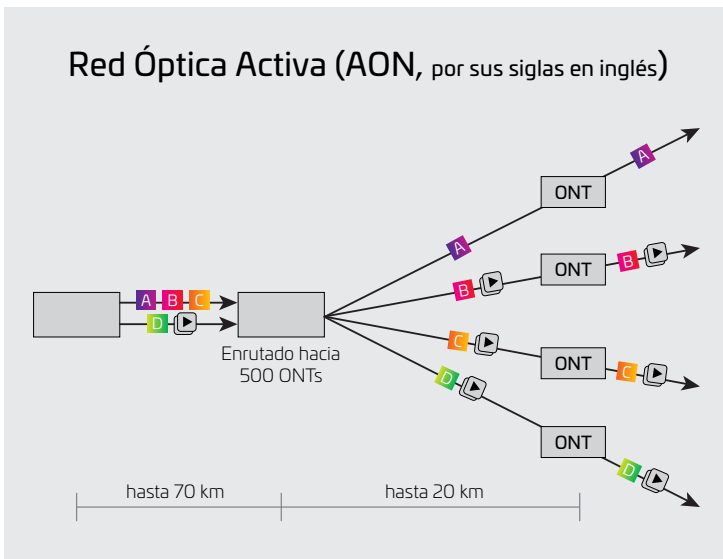 Red Óptica Activa (AON, por sus siglas en inglés)
A
ONT
A
B
ONT
B
A B C
D
Enrutado hacia
500 ONTs
C
ONT
C
D
ONT
D
hasta 70 km
hasta 20 km